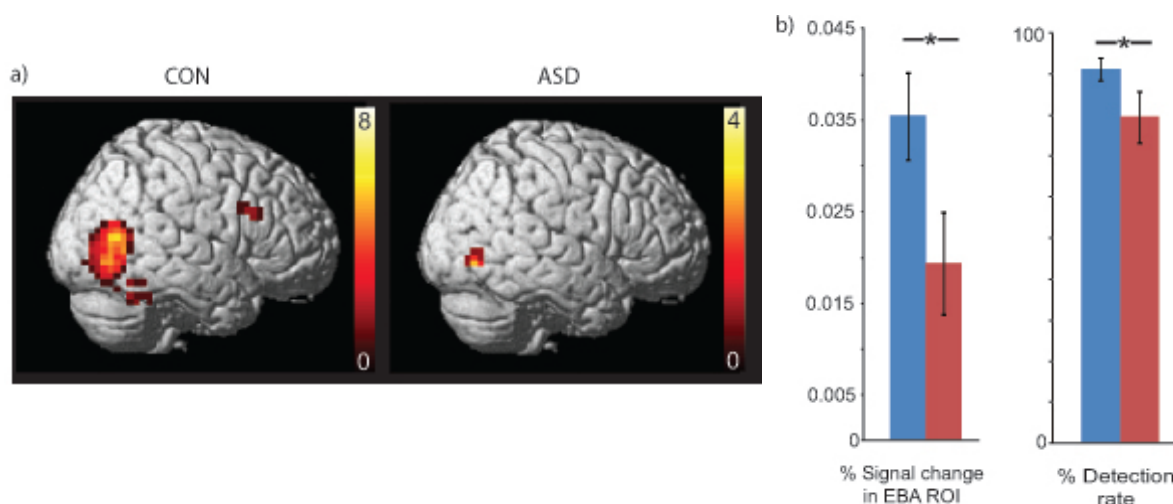 a)
CON
ASD
8
0
4
0
b)
0.045
0.035
0.025
0.015
0.005
0
*
% Signal change
in EBA ROI
100
0
*
% Detection
rate